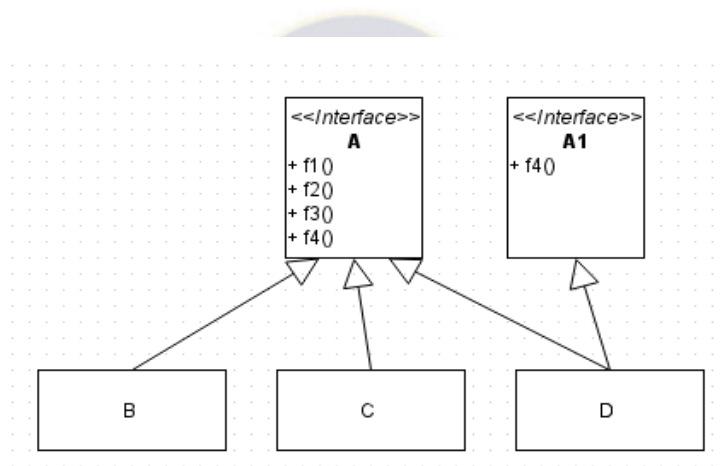 <<Interface>>
A
+ f1()
+ f2()
+ f3()
+ f4()
<<Interface>>
A1
+ f4()
B
C
D